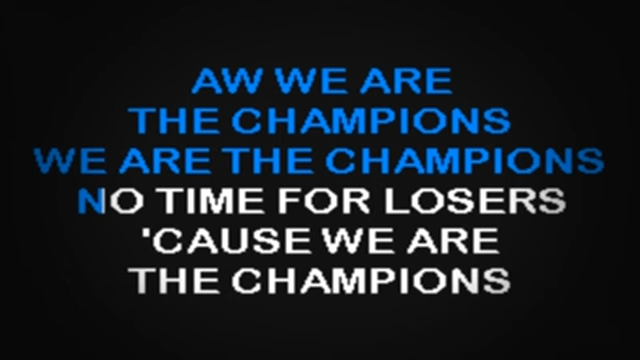 AW WE ARE
THE CHAMPIONS
WE ARE THE CHAMPIONS
NO TIME FOR LOSERS
'CAUSE WE ARE
THE CHAMPIONS